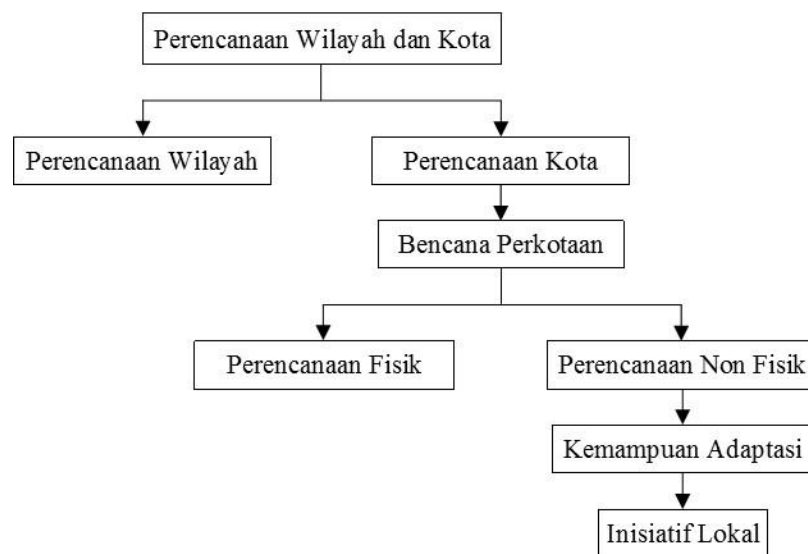 Perencanaan Wilayah dan Kota
Perencanaan Wilayah
Perencanaan Kota
Bencana Perkotaan
Perencanaan Fisik
Perencanaan Non Fisik
Kemampuan Adaptasi
Inisiatif Lokal